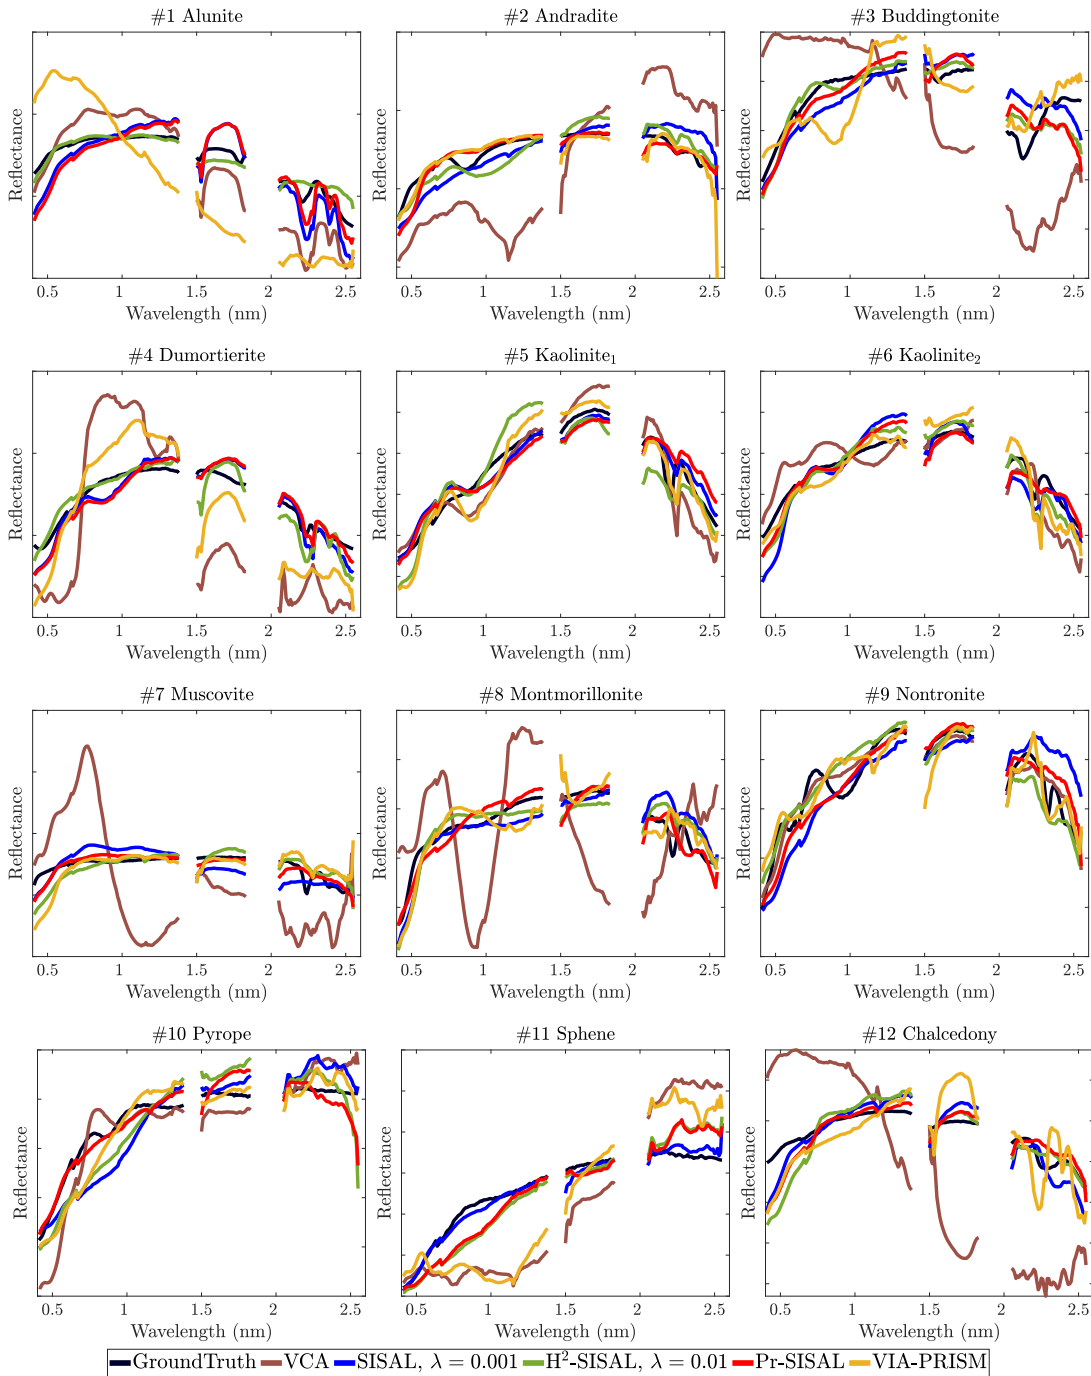 #1 Alunite
#2 Andradite
#3 Buddingtonite
Reflectance
Reflectance
Reflectance
0.5 1 1.5 2 2.5
0.5 1 1.5 2 2.5
0.5 1 1.5 2 2.5
Wavelength (nm)
Wavelength (nm)
Wavelength (nm)
#4 Dumortierite
#5 Kaolinite₁
#6 Kaolinite₂
Reflectance
Reflectance
Reflectance
0.5 1 1.5 2 2.5
0.5 1 1.5 2 2.5
0.5 1 1.5 2 2.5
Wavelength (nm)
Wavelength (nm)
Wavelength (nm)
#7 Muscovite
#8 Montmorillonite
#9 Nontronite
Reflectance
Reflectance
Reflectance
0.5 1 1.5 2 2.5
0.5 1 1.5 2 2.5
0.5 1 1.5 2 2.5
Wavelength (nm)
Wavelength (nm)
Wavelength (nm)
#10 Pyrope
#11 Sphene
#12 Chalcedony
Reflectance
Reflectance
Reflectance
0.5 1 1.5 2 2.5
0.5 1 1.5 2 2.5
0.5 1 1.5 2 2.5
Wavelength (nm)
Wavelength (nm)
Wavelength (nm)
GroundTruth VCA SISAL, λ = 0.001 H²-SISAL, λ = 0.01 Pr-SISAL VIA-PRISM